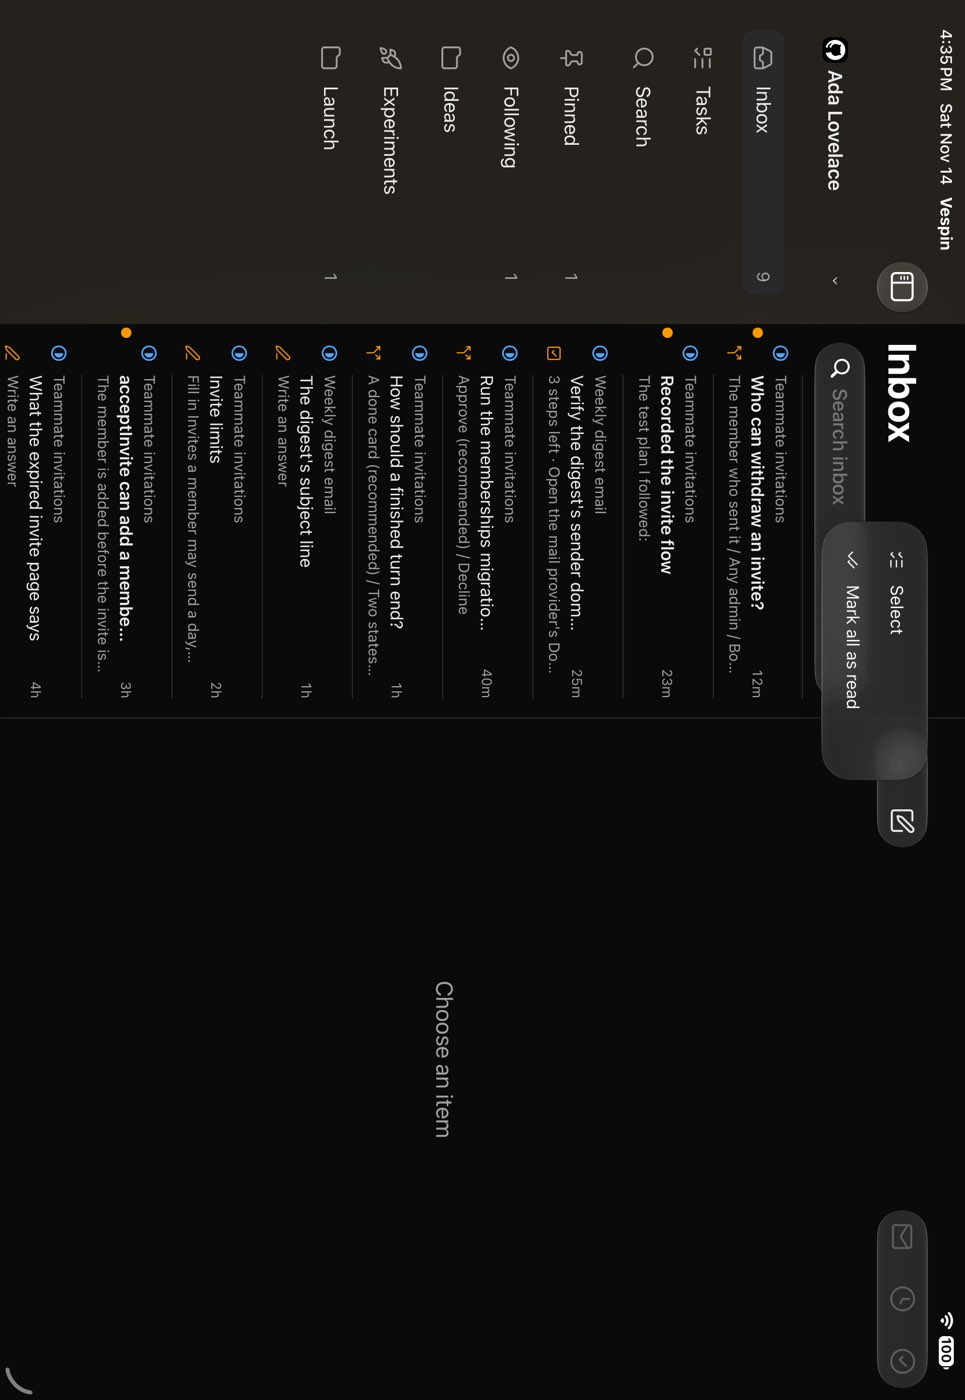 4:35 PM Sat Nov 14 Vespin
100
Inbox
Select
Mark all as read
Search inbox
Ada Lovelace
Inbox 9
Tasks
Search
Pinned 1
Following 1
Ideas
Experiments
Launch 1
Teammate invitations
Who can withdraw an invite? 12m
The member who sent it / Any admin / Bo...
Teammate invitations
Recorded the invite flow 23m
The test plan I followed:
Weekly digest email
Verify the digest's sender dom... 25m
3 steps left · Open the mail provider's Do...
Teammate invitations
Run the memberships migratio... 40m
Approve (recommended) / Decline
Teammate invitations
How should a finished turn end? 1h
A done card (recommended) / Two states...
Weekly digest email
The digest's subject line 1h
Write an answer
Teammate invitations
Invite limits 2h
Fill in Invites a member may send a day,...
Teammate invitations
acceptInvite can add a membe... 3h
The member is added before the invite is...
Teammate invitations
What the expired invite page says 4h
Write an answer
Choose an item